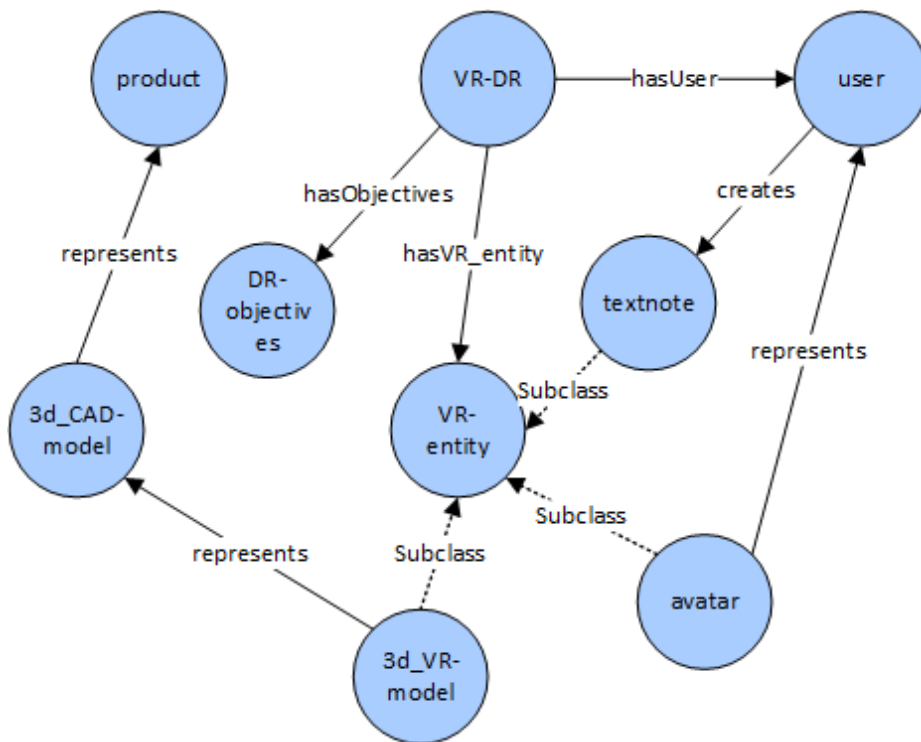 product
VR-DR
hasUser
user
hasObjectives
creates
represents
hasVR_entity
DR-
objectiv
es
textnote
represents
Subclass
3d_CAD-
model
VR-
entity
Subclass
represents
Subclass
avatar
3d_VR-
model